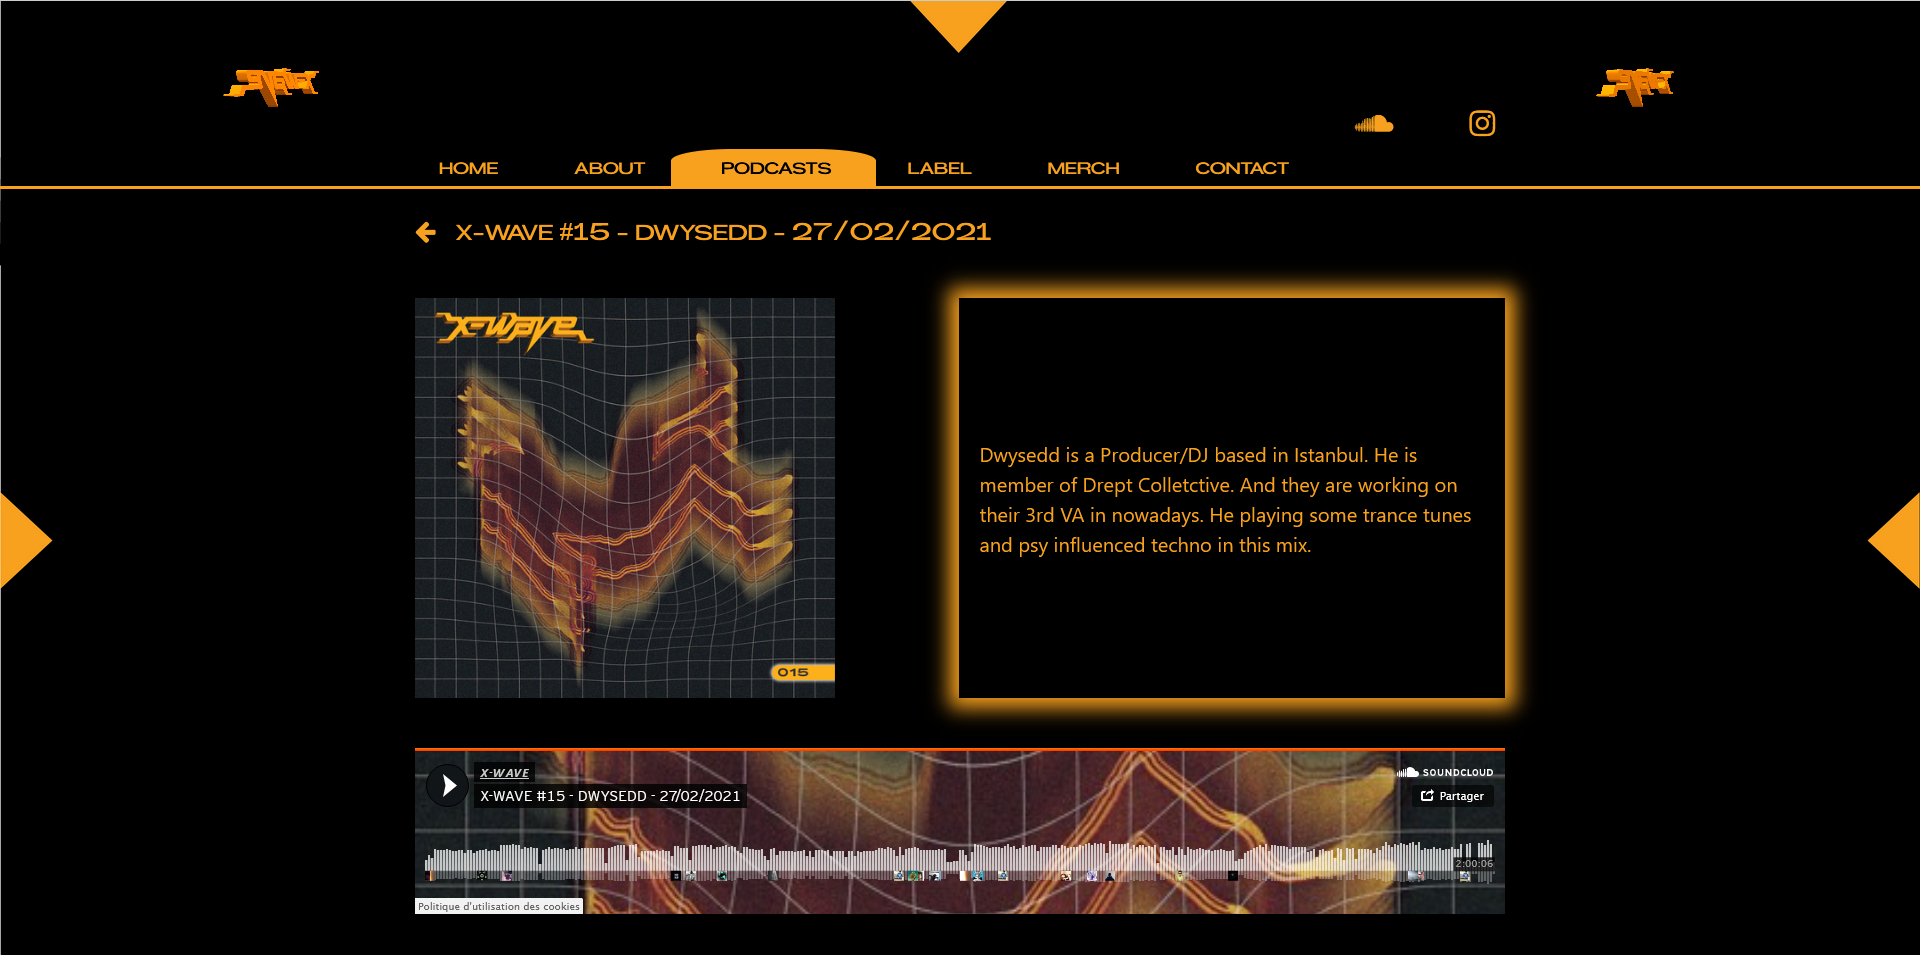 HOME ABOUT PODCASTS LABEL MERCH CONTACT
X-WAVE #15 - DWYSEDD - 27/02/2021
x-wave
015
Dwysedd is a Producer/DJ based in Istanbul. He is
member of Drept Colletctive. And they are working on
their 3rd VA in nowadays. He playing some trance tunes
and psy influenced techno in this mix.
X-WAVE
SOUNDCLOUD
X-WAVE #15 - DWYSEDD - 27/02/2021
Partager
2:00:06
Politique d'utilisation des cookies